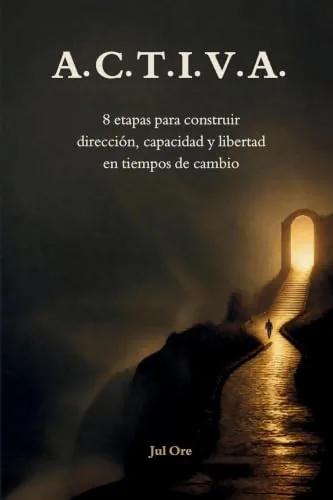 A.C.T.I.V.A.
8 etapas para construir
dirección, capacidad y libertad
en tiempos de cambio
Jul Ore